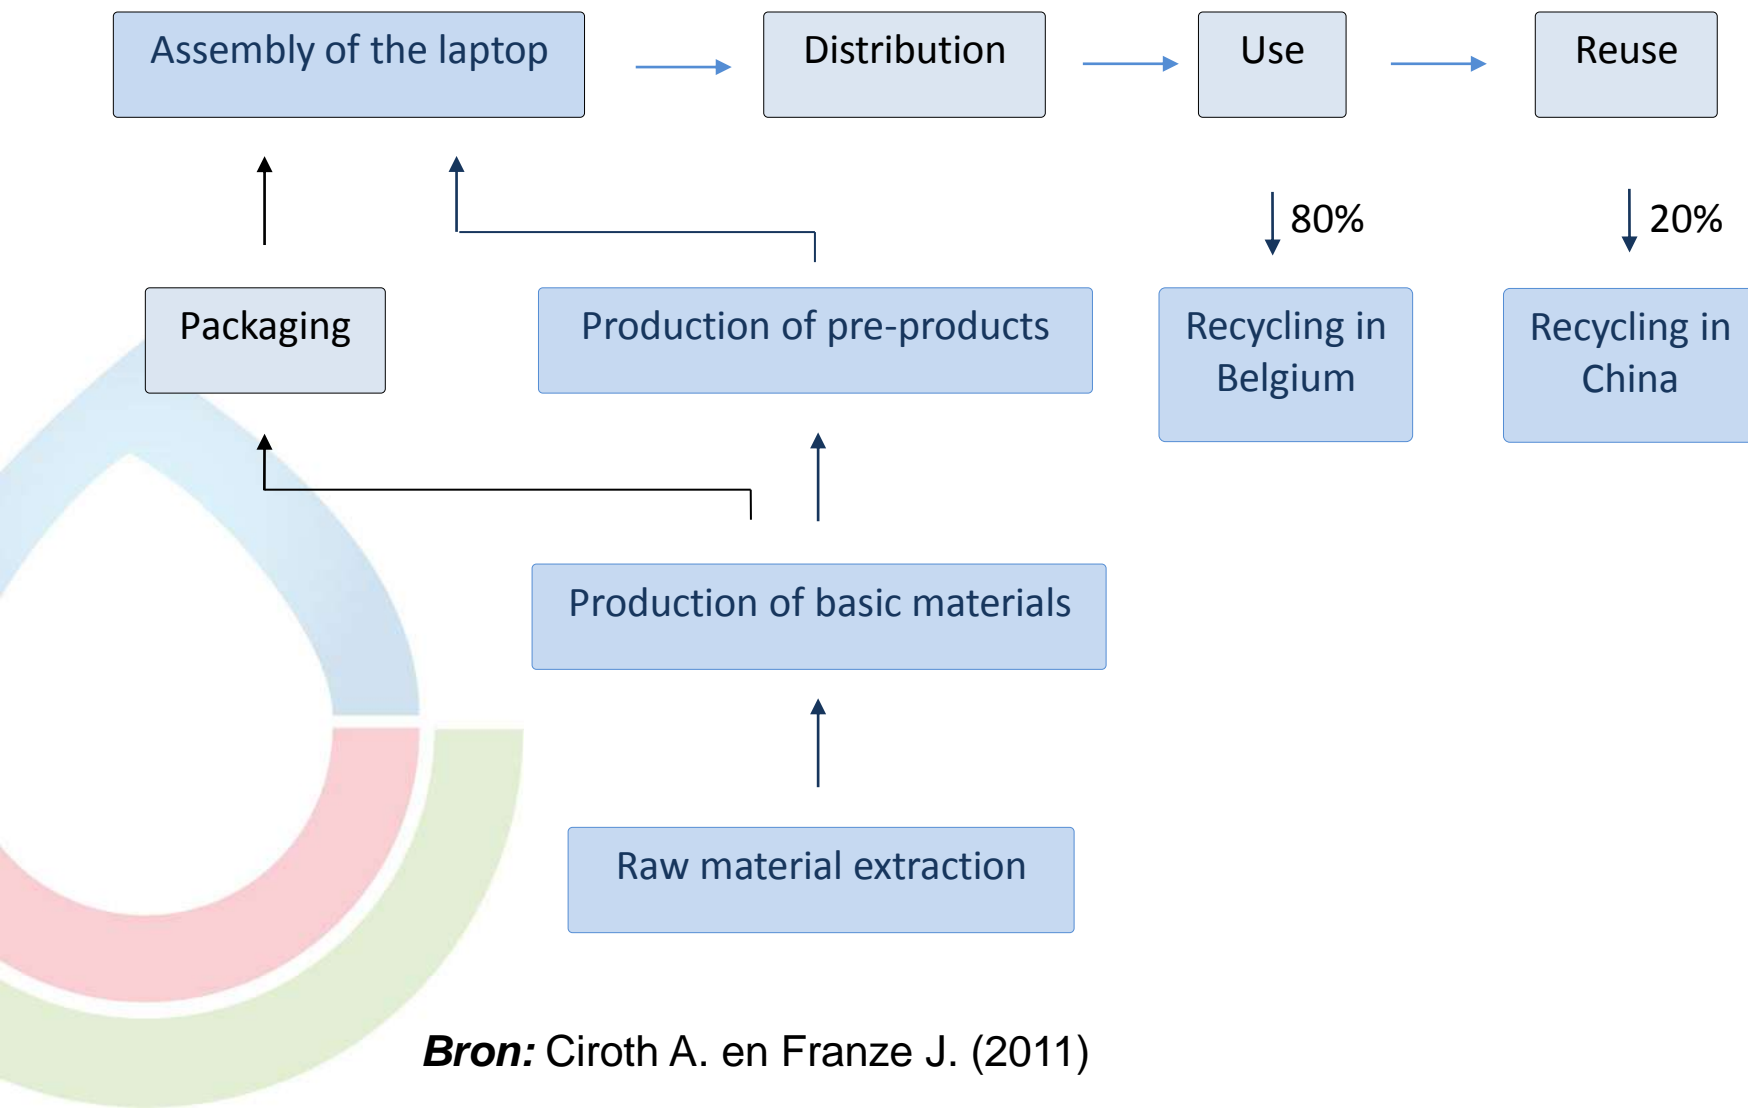 Assembly of the laptop
Distribution
Use
Reuse
80%
20%
Packaging
Production of pre-products
Recycling in
Belgium
Recycling in
China
Production of basic materials
Raw material extraction
Bron: Ciroth A. en Franze J. (2011)